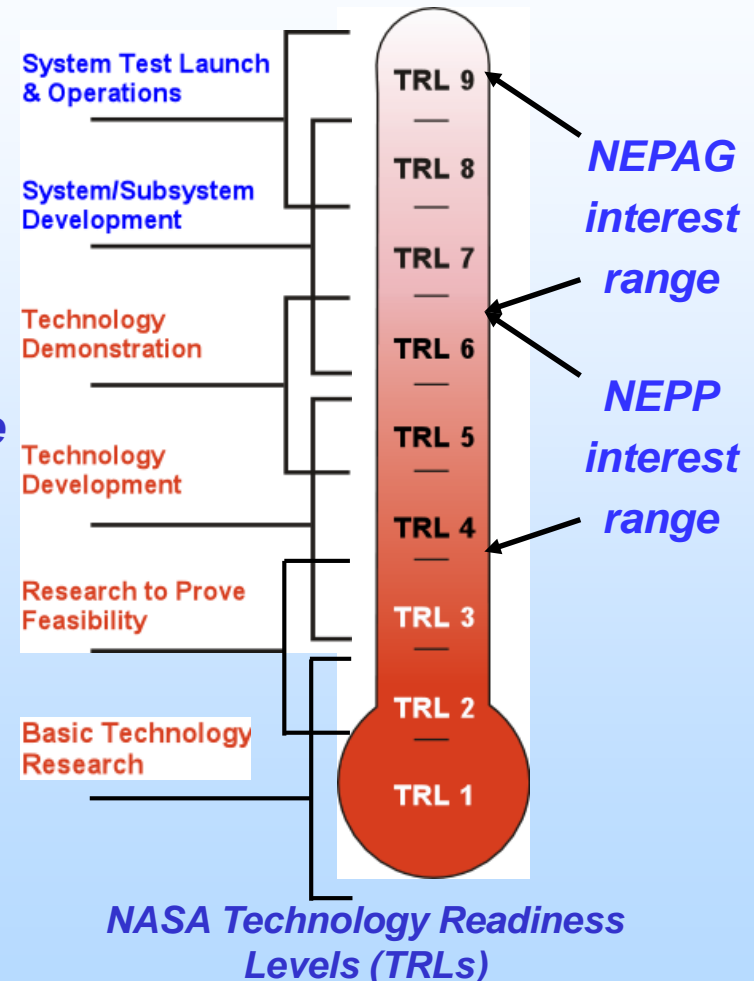 System Test Launch
& Operations
System/Subsystem
Development
Technology
Demonstration
e
Technology
Development
Research to Prove
Feasibility
Basic Technology
Research
TRL 9
TRL 8
TRL 7
TRL 6
TRL 5
TRL 4
TRL 3
TRL 2
TRL 1
NEPAG
interest
range
NEPP
interest
range
NASA Technology Readiness
Levels (TRLs)